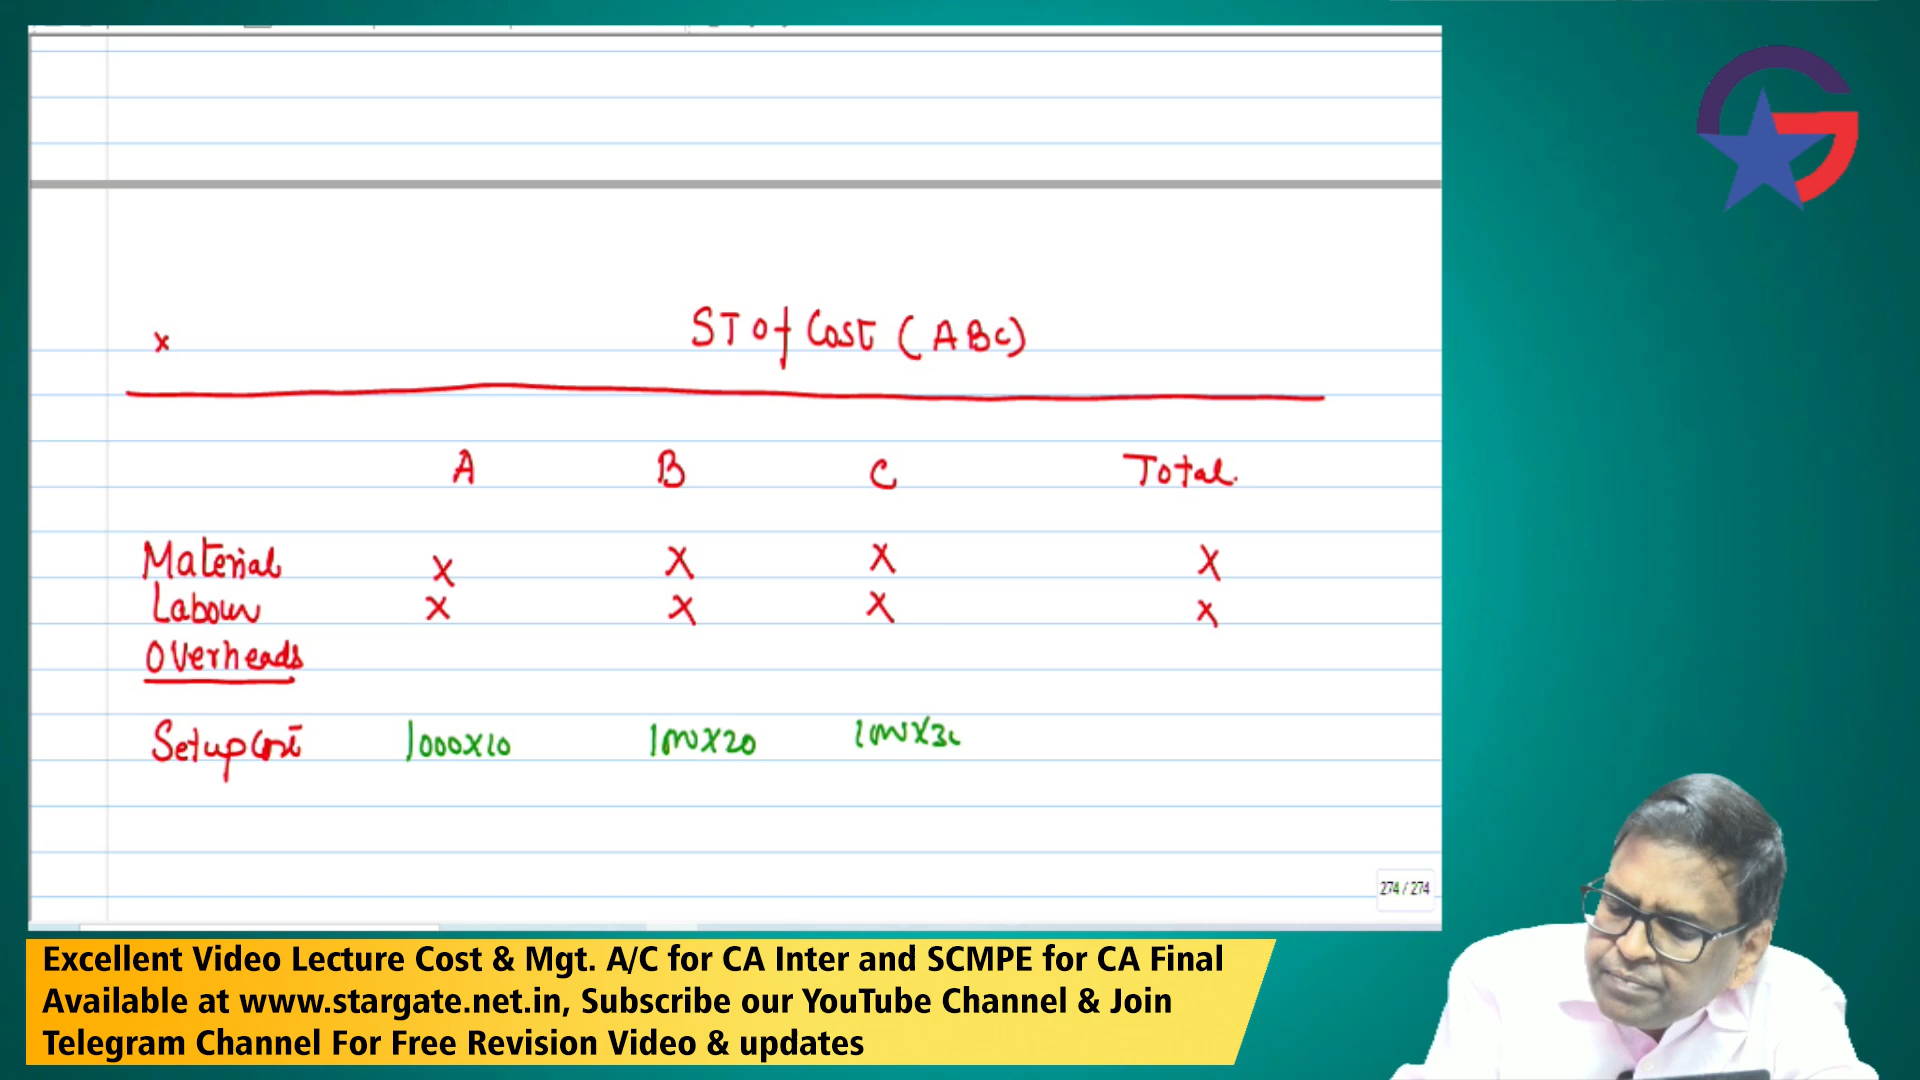 x ST of Cost (ABC)
A B C Total.
Material X X X X
Labour X X X X
Overheads
Setup Cost 1000X10 1000X20
274 / 274
Excellent Video Lecture Cost & Mgt. A/C for CA Inter and SCMPE for CA Final
Available at www.stargate.net.in, Subscribe our YouTube Channel & Join
Telegram Channel For Free Revision Video & updates